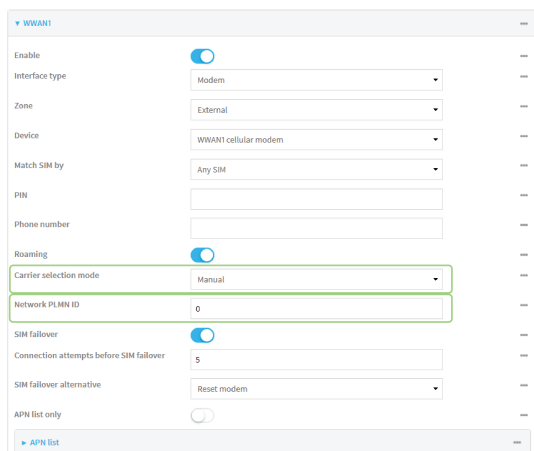 WWAN1
Enable
Interface type Modem
Zone External
Device WWAN1 cellular modem
Match SIM by Any SIM
PIN
Phone number
Roaming
Carrier selection mode Manual
Network PLMN ID 0
SIM failover
Connection attempts before SIM failover 5
SIM failover alternative Reset modem
APN list only
APN list